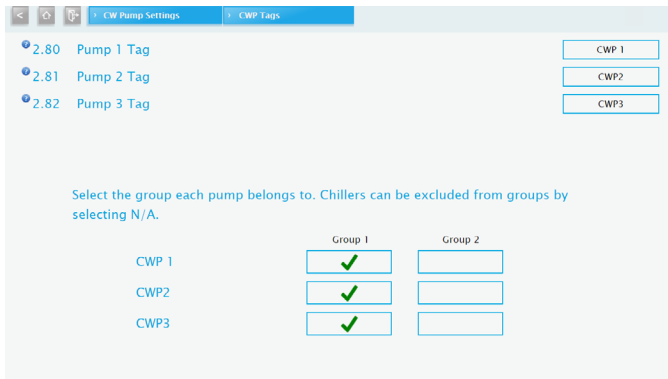 < CW Pump Settings CWP Tags
2.80 Pump 1 Tag CWP 1
2.81 Pump 2 Tag CWP2
2.82 Pump 3 Tag CWP3
Select the group each pump belongs to. Chillers can be excluded from groups by
selecting N/A.
Group 1 Group 2
CWP 1
CWP2
CWP3